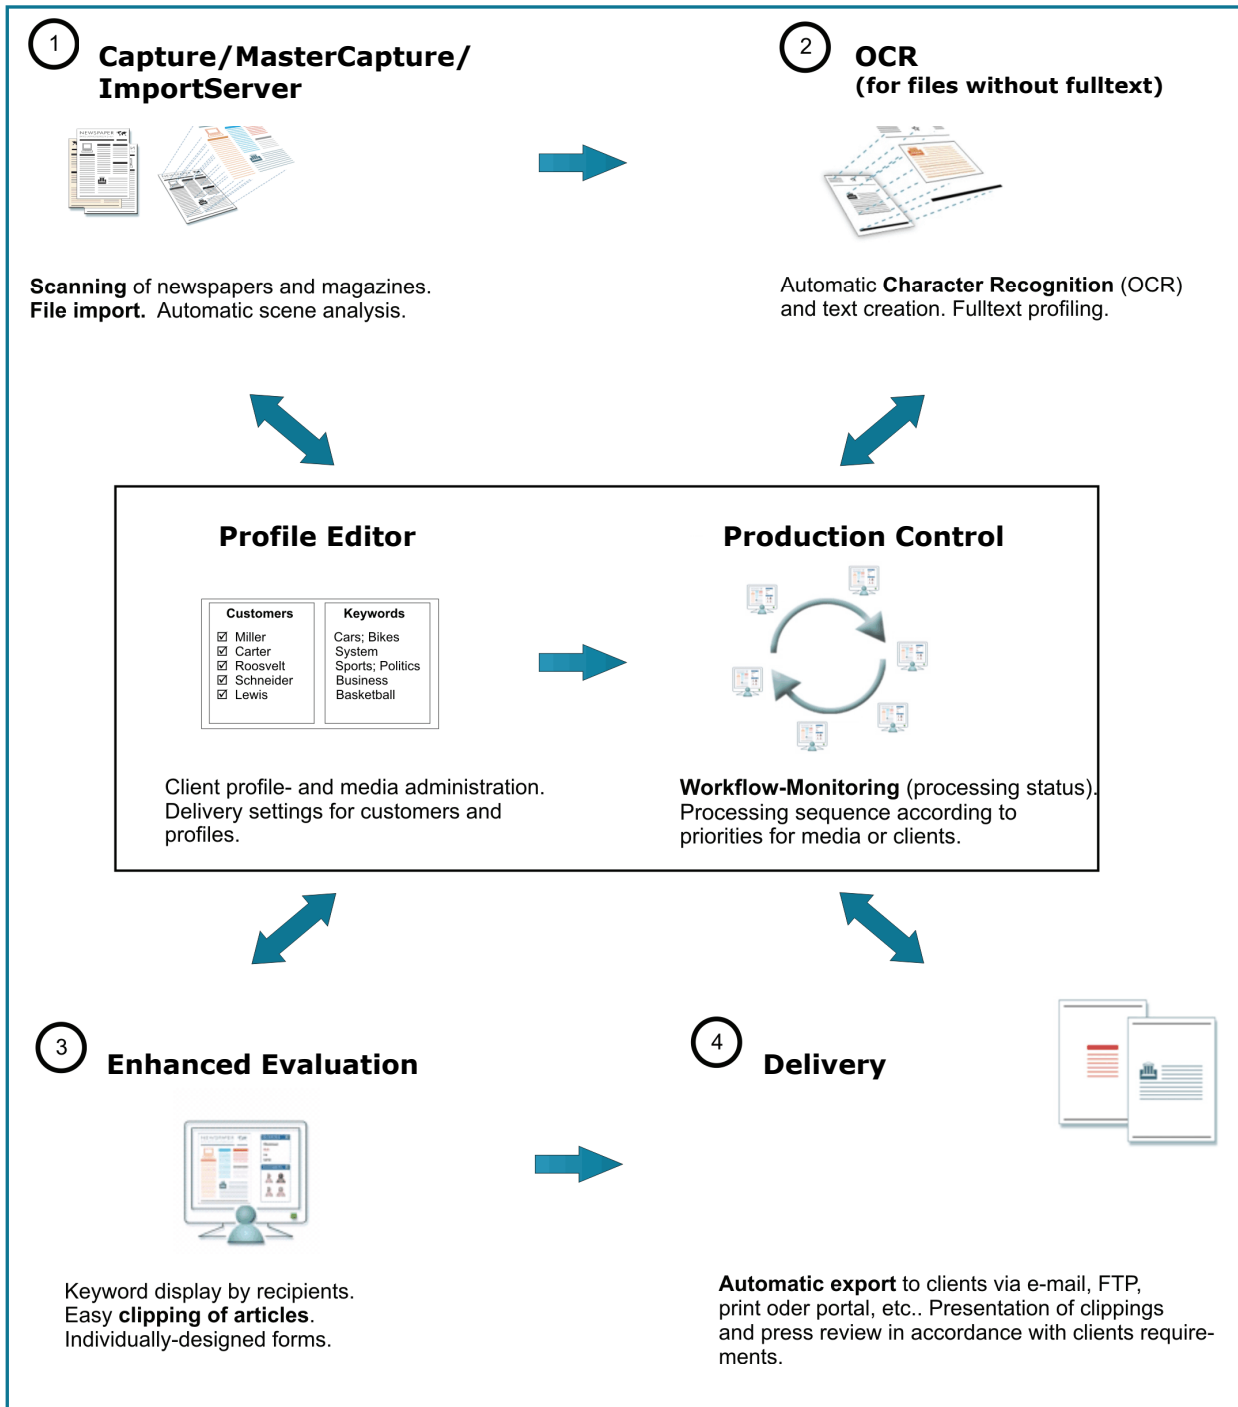 1
Capture/MasterCapture/
ImportServer
NEWSPAPER
Scanning of newspapers and magazines.
File import. Automatic scene analysis.
2
OCR
(for files without fulltext)
Automatic Character Recognition (OCR)
and text creation. Fulltext profiling.
Profile Editor
Customers
Miller
Carter
Roosvelt
Schneider
Lewis
Keywords
Cars; Bikes
System
Sports; Politics
Business
Basketball
Client profile- and media administration.
Delivery settings for customers and
profiles.
Production Control
Workflow-Monitoring (processing status).
Processing sequence according to
priorities for media or clients.
3
Enhanced Evaluation
NEWSPAPER
Keyword display by recipients.
Easy clipping of articles.
Individually-designed forms.
4
Delivery
Automatic export to clients via e-mail, FTP,
print oder portal, etc.. Presentation of clippings
and press review in accordance with clients require-
ments.